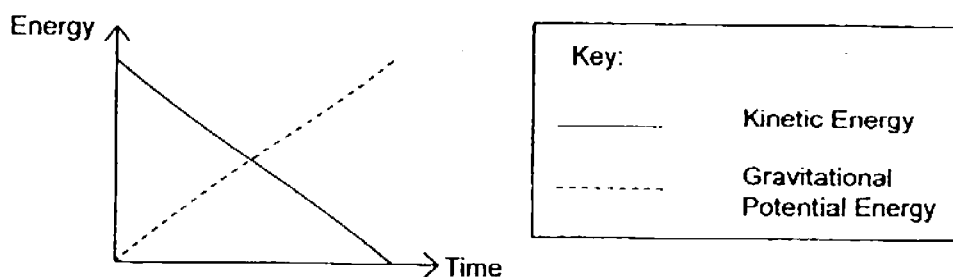 Energy
Time
Key:
Kinetic Energy
Gravitational
Potential Energy